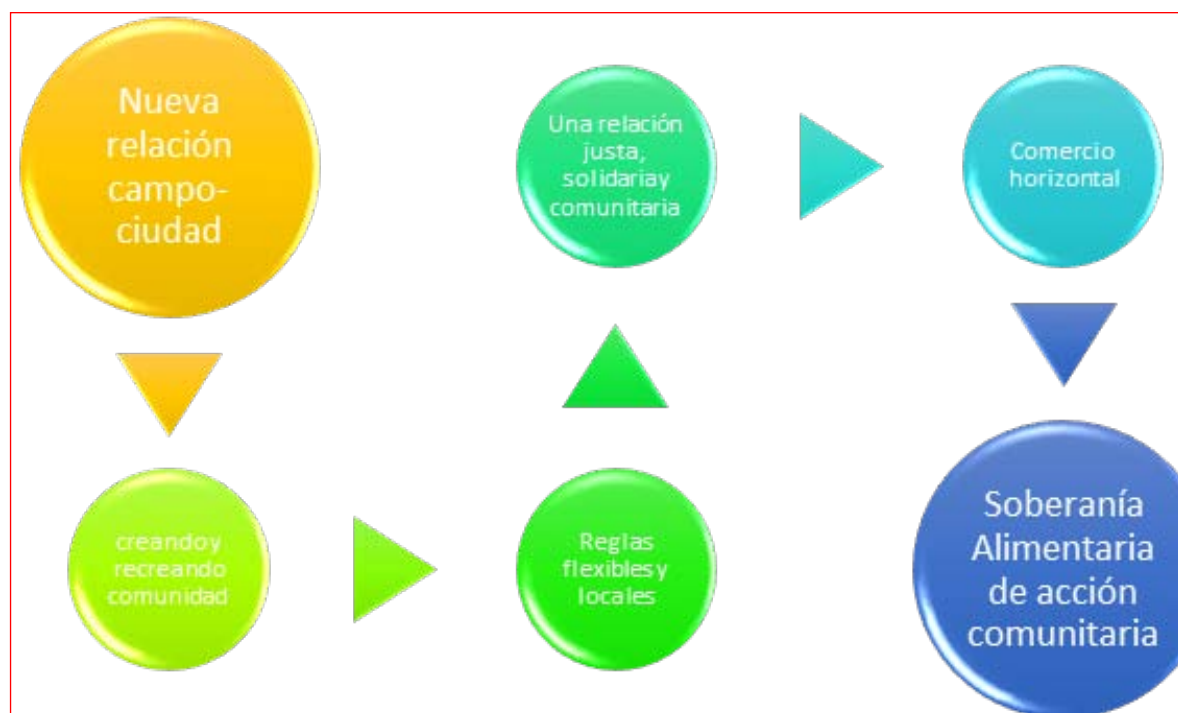 Nueva
relación
campo-
ciudad
creandoy
recreando
comunidad
Reglas
flexiblesy
locales
Una relación
justa,
solidariay
comunitaria
Comercio
horizontal
Soberanía
Alimentaria
de acción
comunitaria